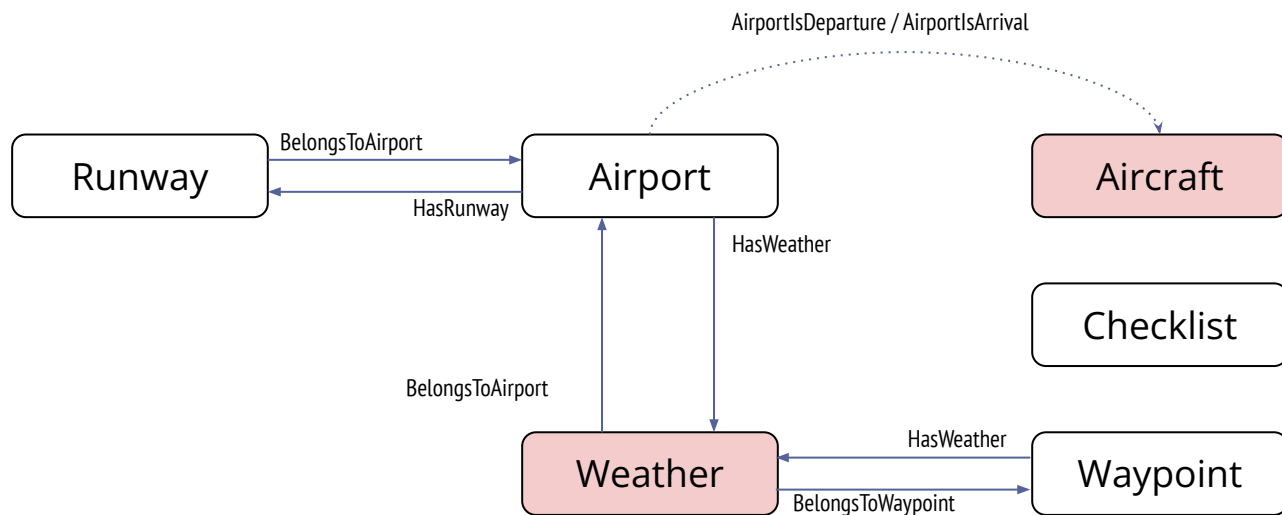 AirportIsDeparture / AirportIsArrival
BelongsToAirport
Runway
Airport
Aircraft
HasRunway
HasWeather
Checklist
BelongsToAirport
HasWeather
Weather
Waypoint
BelongsToWaypoint